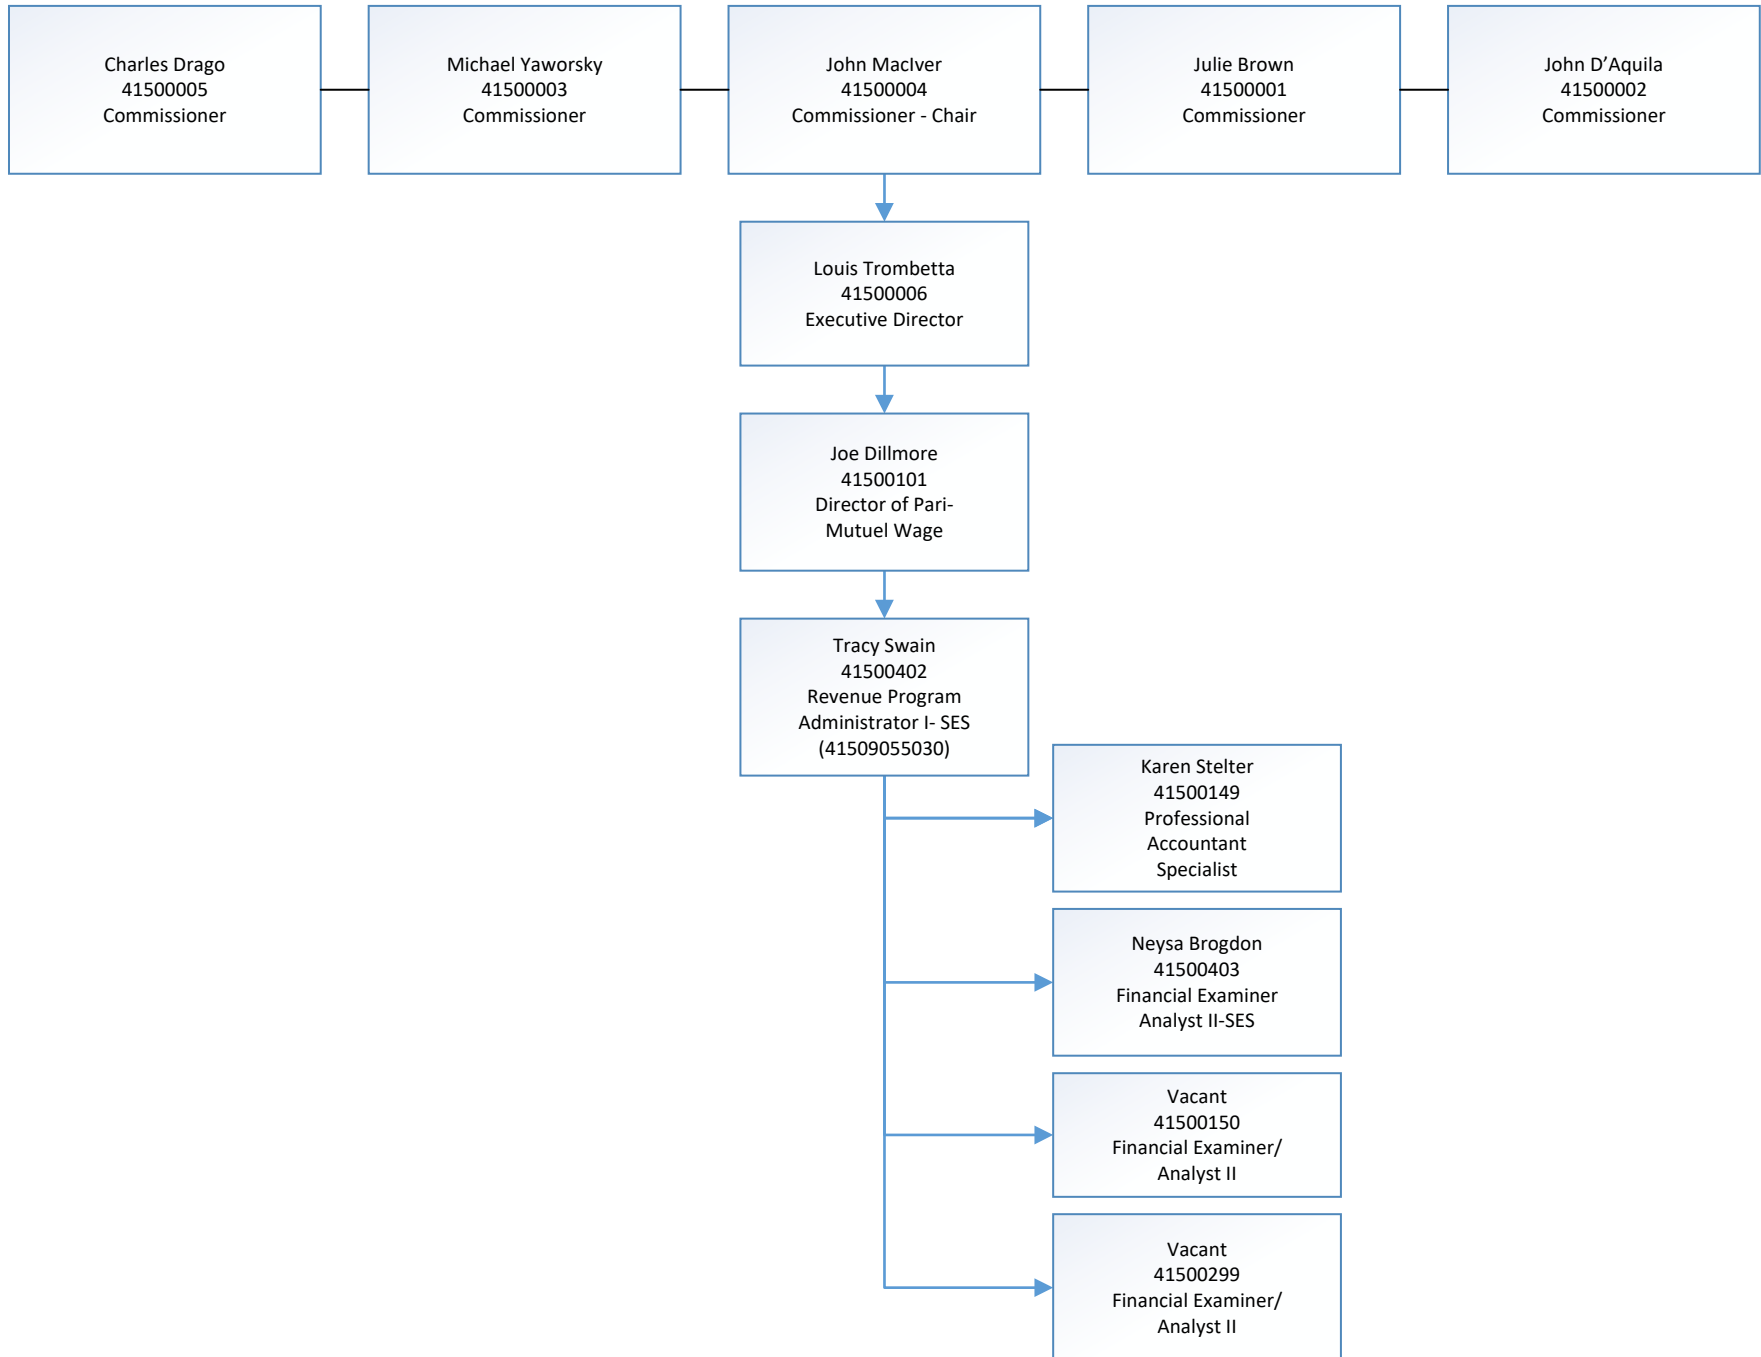 Charles Drago
41500005
Commissioner
Michael Yaworsky
41500003
Commissioner
John MacIver
41500004
Commissioner - Chair
Julie Brown
41500001
Commissioner
John D’Aquila
41500002
Commissioner
Louis Trombetta
41500006
Executive Director
Joe Dillmore
41500101
Director of Pari-
Mutuel Wage
Tracy Swain
41500402
Revenue Program
Administrator I- SES
(41509055030)
Karen Stelter
41500149
Professional
Accountant
Specialist
Neysa Brogdon
41500403
Financial Examiner
Analyst II-SES
Vacant
41500150
Financial Examiner/
Analyst II
Vacant
41500299
Financial Examiner/
Analyst II